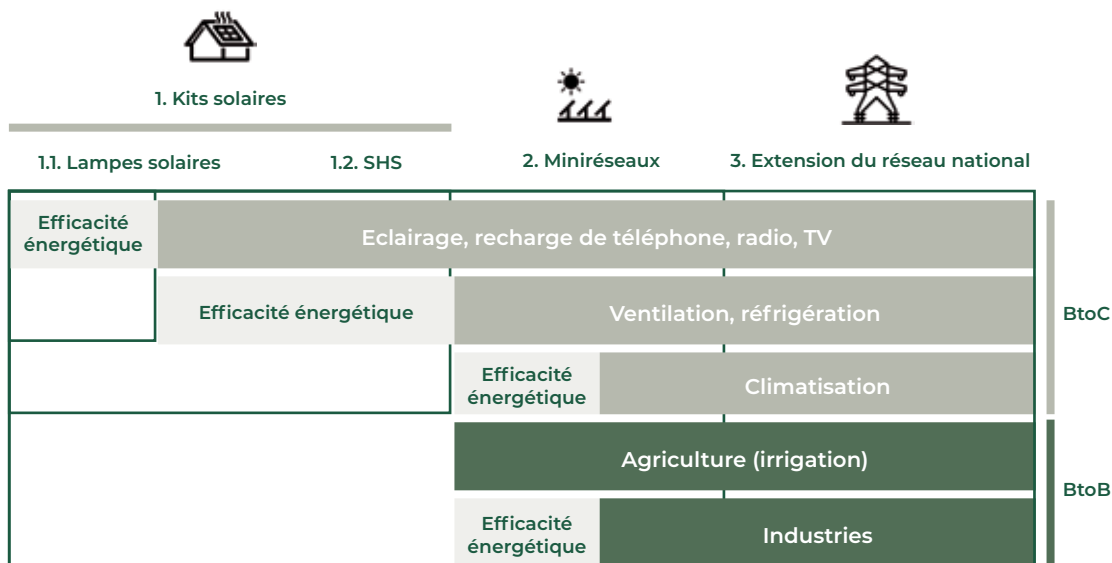 1. Kits solaires
1.1. Lampes solaires
1.2. SHS
2. Miniréseaux
3. Extension du réseau national
Efficacité
énergétique
Eclairage, recharge de téléphone, radio, TV
Efficacité énergétique
Ventilation, réfrigération
BtoC
Efficacité
énergétique
Climatisation
Agriculture (irrigation)
BtoB
Efficacité
énergétique
Industries